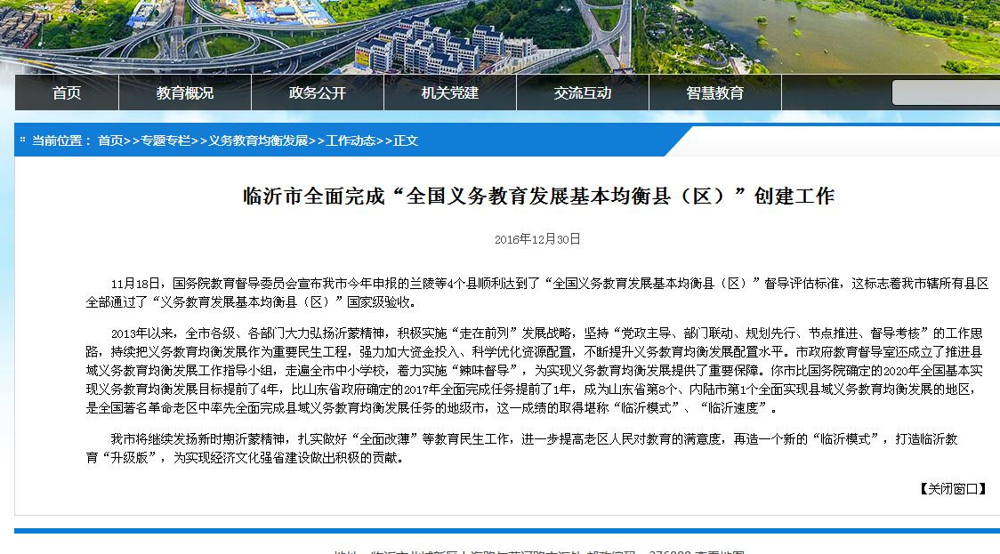 首页 教育概况 政务公开 机关党建 交流互动 智慧教育
当前位置： 首页>>专题专栏>>义务教育均衡发展>>工作动态>>正文
临沂市全面完成“全国义务教育发展基本均衡县（区）”创建工作
2016年12月30日
11月18日，国务院教育督导委员会宣布我市今年申报的兰陵等4个县顺利达到了“全国义务教育发展基本均衡县（区）”督导评估标准，这标志着我市辖所有县区
全部通过了“义务教育发展基本均衡县（区）”国家级验收。
2013年以来，全市各级、各部门大力弘扬沂蒙精神，积极实施“走在前列”发展战略，坚持“党政主导、部门联动、规划先行、节点推进、督导考核”的工作思
路，持续把义务教育均衡发展作为重要民生工程，强力加大资金投入、科学优化资源配置，不断提升义务教育均衡发展配置水平。市政府教育督导室还成立了推进县
域义务教育均衡发展工作指导小组，走遍全市中小学校，着力实施“辣味督导”，为实现义务教育均衡发展提供了重要保障。你市比国务院确定的2020年全国基本实
现义务教育均衡发展目标提前了4年，比山东省政府确定的2017年全面完成任务提前了1年，成为山东省第8个、内陆市第1个全面实现县域义务教育均衡发展的地区，
是全国著名革命老区中率先全面完成县域义务教育均衡发展任务的地级市，这一成绩的取得堪称“临沂模式”、“临沂速度”。
我市将继续发扬新时期沂蒙精神，扎实做好“全面改薄”等教育民生工作，进一步提高老区人民对教育的满意度，再造一个新的“临沂模式”，打造临沂教
育“升级版”，为实现经济文化强省建设做出积极的贡献。
【关闭窗口】